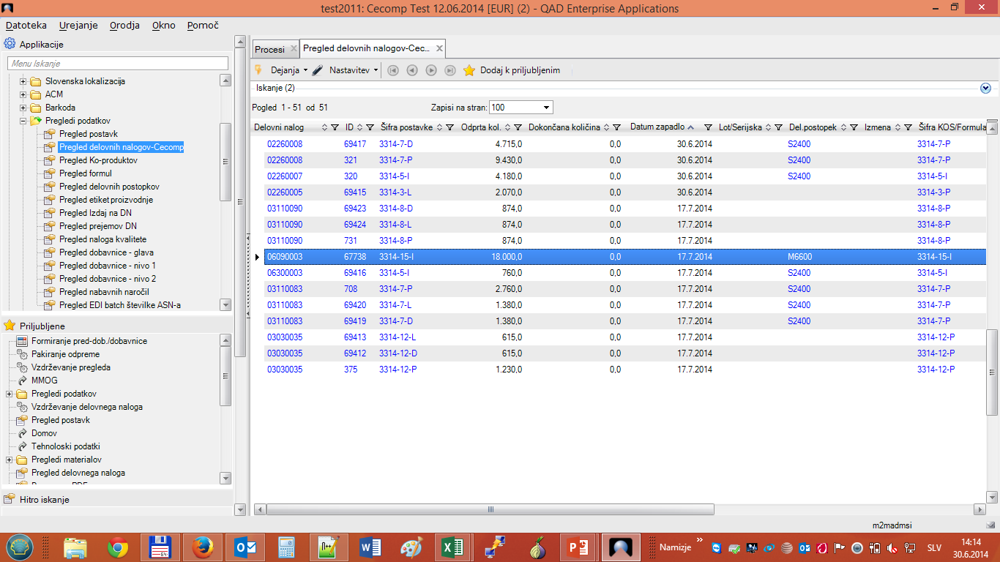 test2011: Cecomp Test 12.06.2014 [EUR] (2) - QAD Enterprise Applications
Datoteka Urejanje Orodja Okno Pomoč
Applikacije
Menu Iskanje
Slovenska lokalizacija
ACM
Barkoda
Pregledi podatkov
Pregled postavk
Pregled delovnih nalogov-Cecomp
Pregled Ko-produktov
Pregled formul
Pregled delovnih postopkov
Pregled etiket proizvodnje
Pregled Izdaj na DN
Pregled prejemov DN
Pregled naloga kvalitete
Pregled dobavnice - glava
Pregled dobavnice - nivo 1
Pregled dobavnice - nivo 2
Pregled nabavnih naročil
Pregled EDI batch številke ASN-a
Priljubljene
Formiranje pred-dob./dobavnice
Pakiranje odpreme
Vzdrževanje pregleda
MMOG
Pregledi podatkov
Vzdrževanje delovnega naloga
Pregled postavk
Domov
Tehnoloski podatki
Pregledi materialov
Pregled delovnega naloga
Hitro iskanje
Procesi Pregled delovnih nalogov-Cec...
Dejanja Nastavitev Dodaj k priljubljenim
Iskanje (2)
Pogled 1 - 51 od 51 Zapisi na stran: 100
Delovni nalog ID Šifra postavke Odprta kol. Dokončana količina Datum zapadlo Lot/Serijska Del.postopek Izmena Šifra KOS/Formula
02260008 69417 3314-7-D 4.715,0 0,0 30.6.2014 S2400 3314-7-P
02260008 321 3314-7-P 9.430,0 0,0 30.6.2014 S2400 3314-7-P
02260007 320 3314-5-I 4.180,0 0,0 30.6.2014 S2400 3314-5-I
02260005 69415 3314-3-L 2.070,0 0,0 30.6.2014 3314-3-P
03110090 69423 3314-8-D 874,0 0,0 17.7.2014 3314-8-P
03110090 69424 3314-8-L 874,0 0,0 17.7.2014 3314-8-P
03110090 731 3314-8-P 874,0 0,0 17.7.2014 3314-8-P
06090003 67738 3314-15-I 18.000,0 0,0 17.7.2014 M6600 3314-15-I
06300003 69416 3314-5-I 760,0 0,0 17.7.2014 S2400 3314-5-I
03110083 708 3314-7-P 2.760,0 0,0 17.7.2014 S2400 3314-7-P
03110083 69420 3314-7-L 1.380,0 0,0 17.7.2014 S2400 3314-7-P
03110083 69419 3314-7-D 1.380,0 0,0 17.7.2014 S2400 3314-7-P
03030035 69413 3314-12-L 615,0 0,0 17.7.2014 3314-12-P
03030035 69412 3314-12-D 615,0 0,0 17.7.2014 3314-12-P
03030035 375 3314-12-P 1.230,0 0,0 17.7.2014 3314-12-P
m2madmsi
Namizje » SLV 14:14
30.6.2014